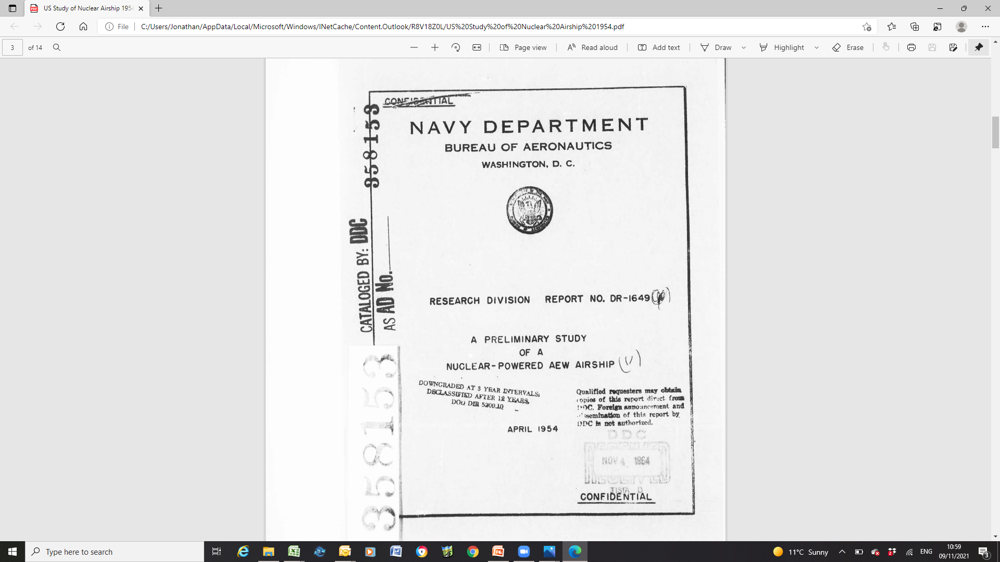 US Study of Nuclear Airship 1954
File
C:/Users/Jonathan/AppData/Local/Microsoft/Windows/INetCache/Content.Outlook/R8V18Z0L/US%20Study%20of%20Nuclear%20Airship%201954.pdf
3 of 14
Page view
Read aloud
Add text
Draw
Highlight
Erase
CONFIDENTIAL
NAVY DEPARTMENT
BUREAU OF AERONAUTICS
WASHINGTON, D. C.
358153
CATALOGED BY: DDC
AS AD No.
RESEARCH DIVISION REPORT NO. DR-1649
A PRELIMINARY STUDY
OF A
NUCLEAR-POWERED AEW AIRSHIP (U)
DOWNGRADED AT 3 YEAR INTERVALS;
DECLASSIFIED AFTER 12 YEARS.
DOD DIR 5200.10
Qualified requesters may obtain
copies of this report direct from
DDC. Foreign announcement and
dissemination of this report by
DDC is not authorized.
APRIL 1954
DDC
NOV 4 1964
TISIA D
CONFIDENTIAL
358153
Type here to search
11°C Sunny
ENG
10:59
09/11/2021
3